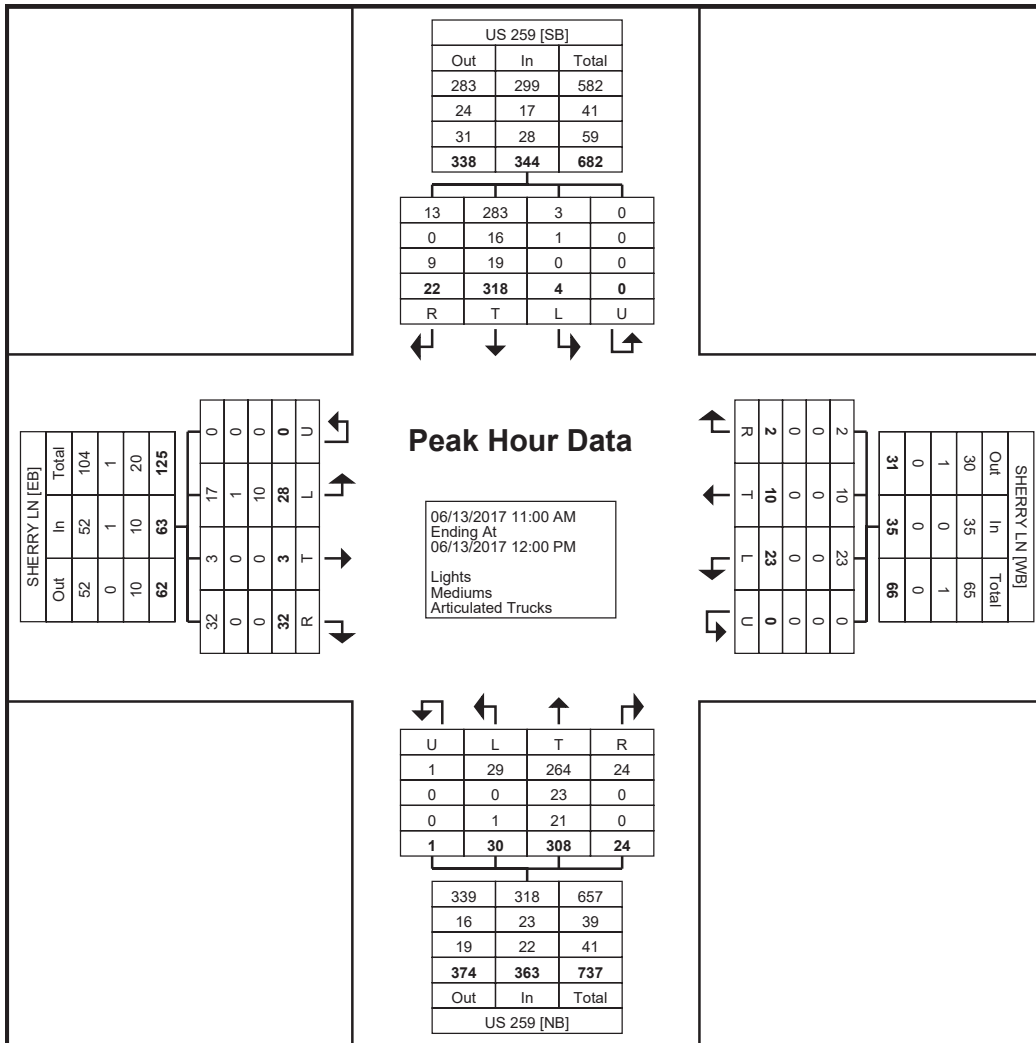 US 259 [SB]
Out In Total
283 299 582
24 17 41
31 28 59
338 344 682
13 283 3 0
0 16 1 0
9 19 0 0
22 318 4 0
R T L U
SHERRY LN [EB]
Total 104 1 20 125
In 52 1 10 63
Out 52 0 10 62
0 0 0 0 U
17 1 10 28 L
3 0 0 3 T
32 0 0 32 R
Peak Hour Data
06/13/2017 11:00 AM
Ending At
06/13/2017 12:00 PM
Lights
Mediums
Articulated Trucks
R 2 0 0 2
T 10 0 0 10
L 23 0 0 23
U 0 0 0 0
31 0 1 30 Out
35 0 0 35 In
66 0 1 65 Total
SHERRY LN [WB]
U L T R
1 29 264 24
0 0 23 0
0 1 21 0
1 30 308 24
339 318 657
16 23 39
19 22 41
374 363 737
Out In Total
US 259 [NB]